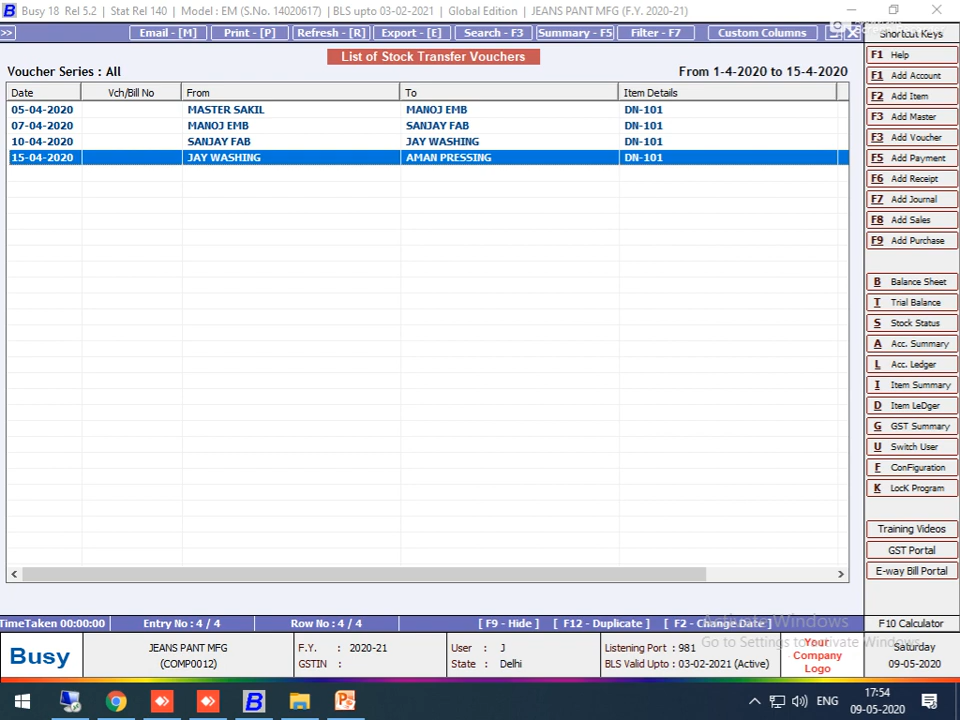 Busy 18 Rel 5.2 | Stat Rel 140 | Model : EM (S.No. 14020617) | BLS upto 03-02-2021 | Global Edition | JEANS PANT MFG (F.Y. 2020-21)
>> Email - [M] Print - [P] Refresh - [R] Export - [E] Search - F3 Summary - F5 Filter - F7 Custom Columns
List of Stock Transfer Vouchers
Voucher Series : All From 1-4-2020 to 15-4-2020
Date Vch/Bill No From To Item Details
05-04-2020 MASTER SAKIL MANOJ EMB DN-101
07-04-2020 MANOJ EMB SANJAY FAB DN-101
10-04-2020 SANJAY FAB JAY WASHING DN-101
15-04-2020 JAY WASHING AMAN PRESSING DN-101
Shortcut Keys
F1 Help
F1 Add Account
F2 Add Item
F3 Add Master
F3 Add Voucher
F5 Add Payment
F6 Add Receipt
F7 Add Journal
F8 Add Sales
F9 Add Purchase
B Balance Sheet
T Trial Balance
S Stock Status
A Acc. Summary
L Acc. Ledger
I Item Summary
D Item LeDger
G GST Summary
U Switch User
F ConFiguration
K LocK Program
Training Videos
GST Portal
E-way Bill Portal
F10 Calculator
TimeTaken 00:00:00 Entry No : 4 / 4 Row No : 4 / 4 [ F9 - Hide ] [ F12 - Duplicate ] [ F2 - Change Date ]
Activate Windows
Go to Settings to activate Windows.
Busy
JEANS PANT MFG
(COMP0012)
F.Y. : 2020-21
GSTIN :
User : J
State : Delhi
Listening Port : 981
BLS Valid Upto : 03-02-2021 (Active)
Your
Company
Logo
Saturday
09-05-2020
ENG
17:54
09-05-2020